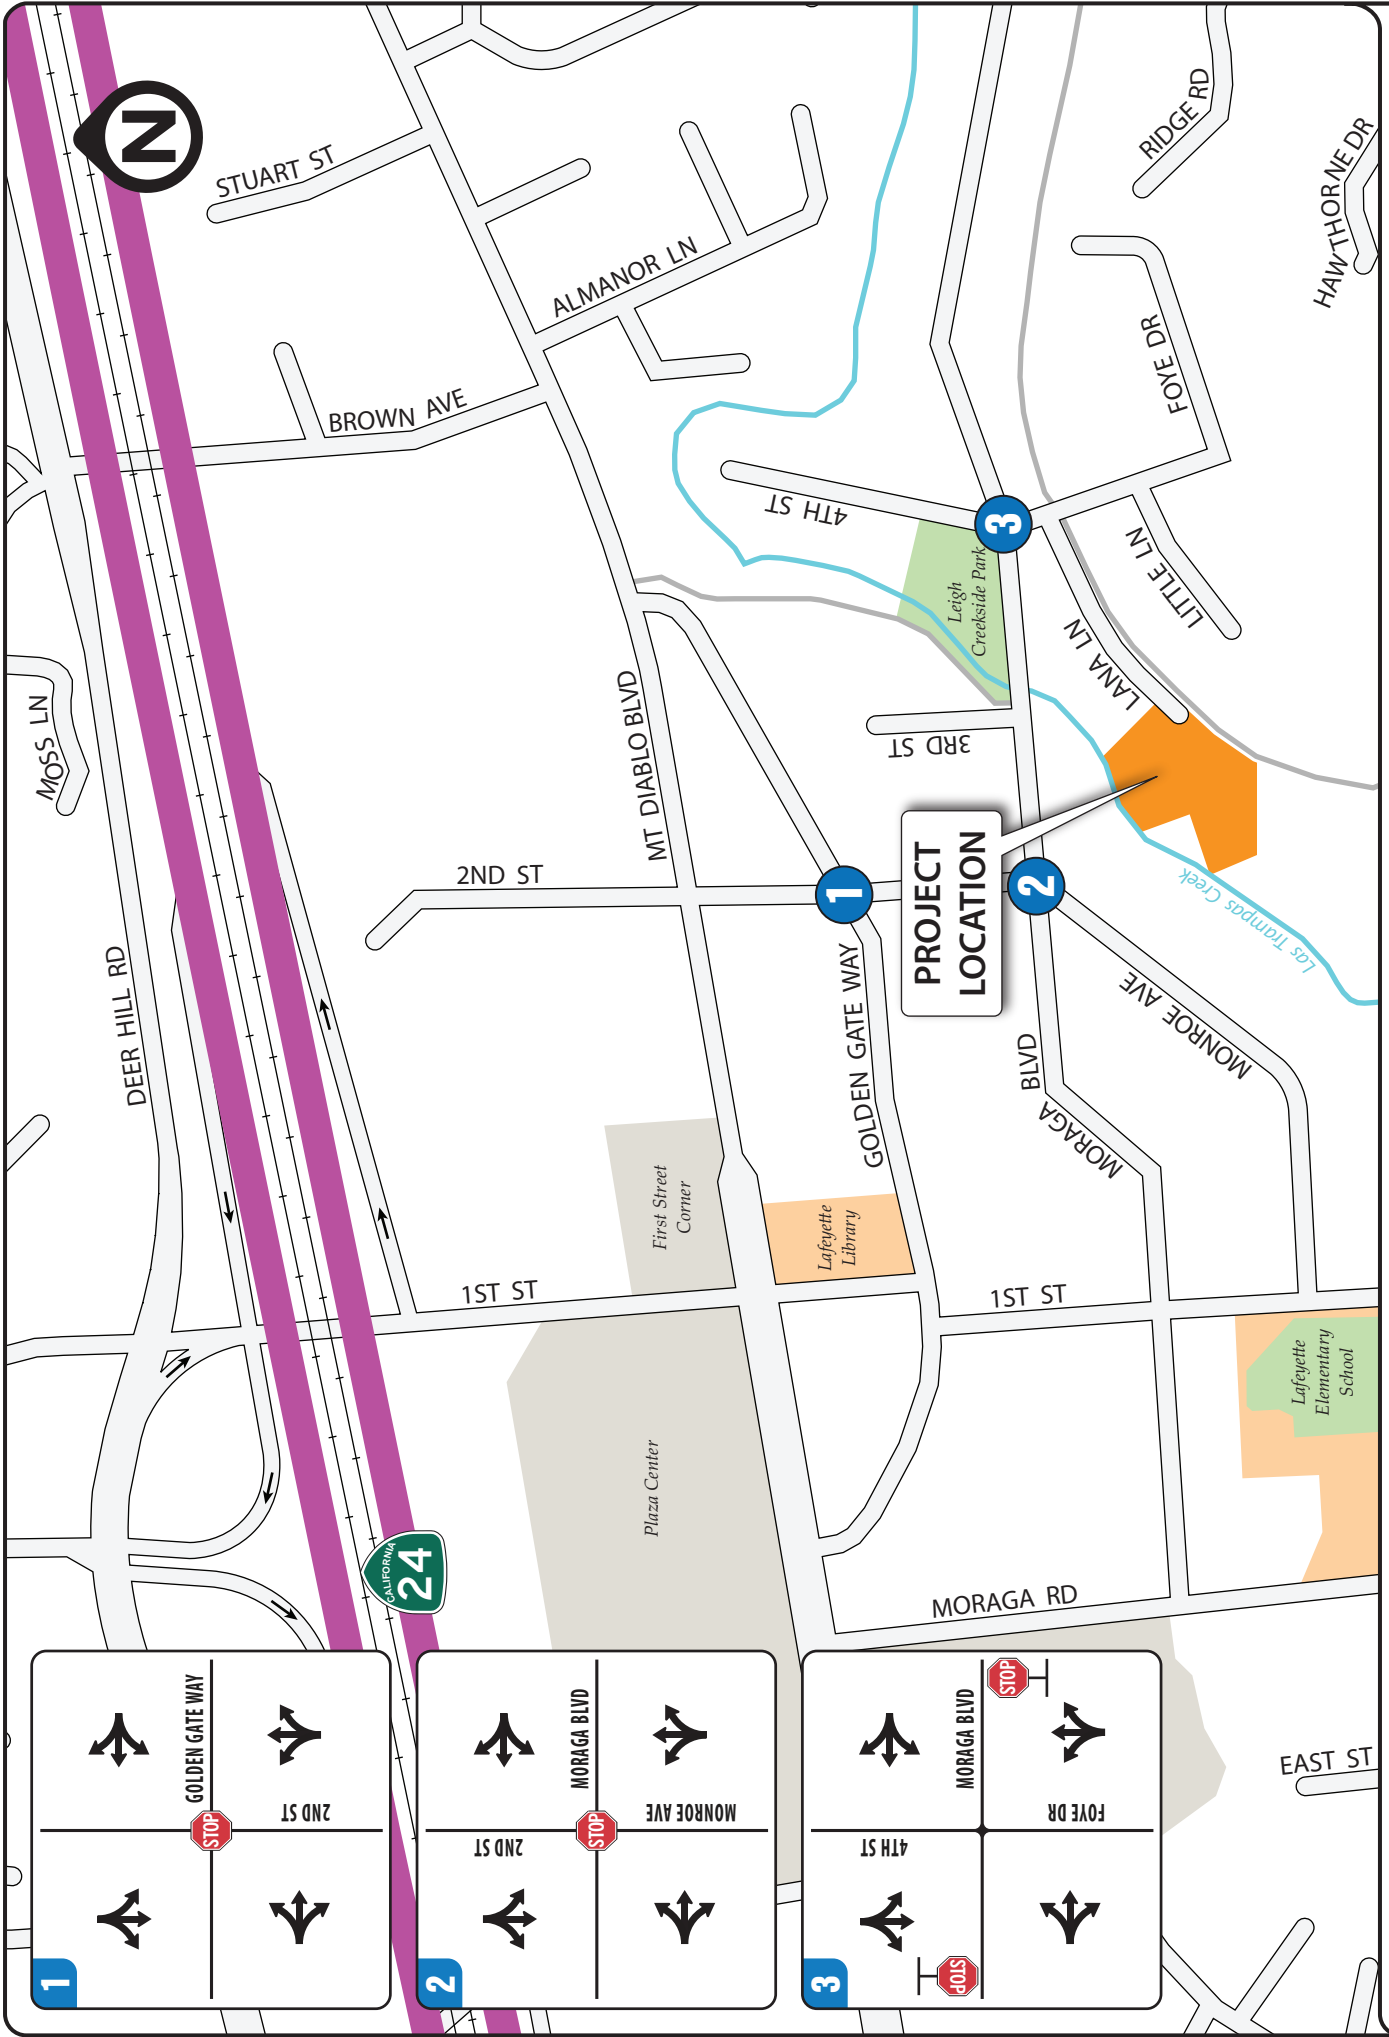 N
STUART ST
RIDGE RD
HAWTHORNE DR
ALMANOR LN
FOYE DR
BROWN AVE
4TH ST
3
Leigh
Creekside Park
LITTLE LN
LANA LN
MOSS LN
MT DIABLO BLVD
3RD ST
2ND ST
1
PROJECT
LOCATION
2
Las Trampas Creek
DEER HILL RD
GOLDEN GATE WAY
MORAGA BLVD
MONROE AVE
First Street
Corner
Lafeyette
Library
1ST ST
1ST ST
Lafeyette
Elementary
School
Plaza Center
CALIFORNIA
24
MORAGA RD
EAST ST
1
GOLDEN GATE WAY
2ND ST
STOP
2
2ND ST
MORAGA BLVD
MONROE AVE
STOP
3
4TH ST
MORAGA BLVD
FOYE DR
STOP
STOP